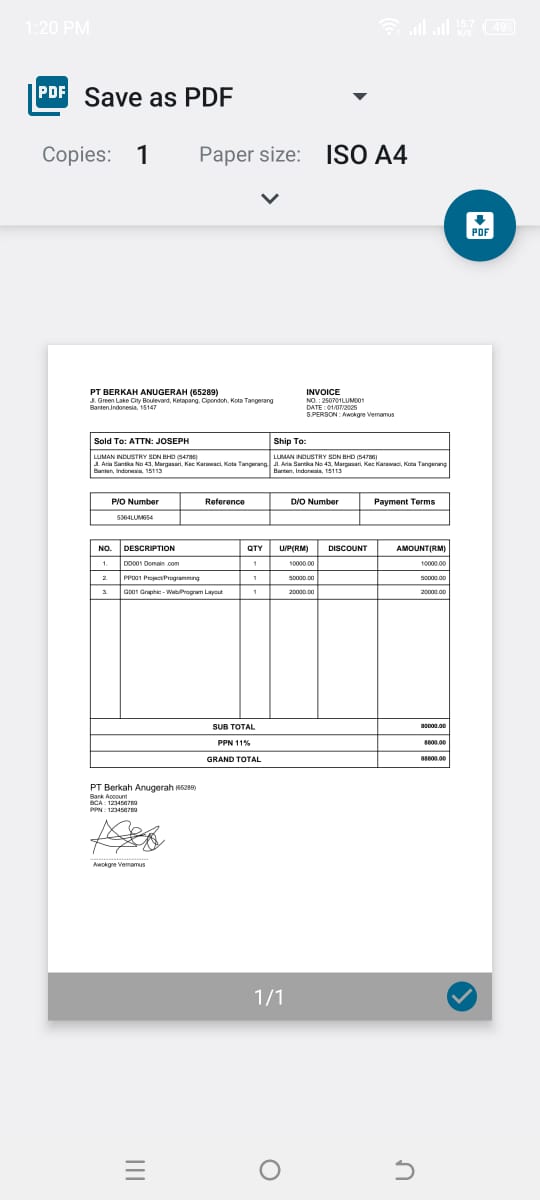 1:20 PM
15.7 K/S
49
PDF Save as PDF
Copies: 1 Paper size: ISO A4
PDF
PT BERKAH ANUGERAH (65289)
Jl. Green Lake City Boulevard, Ketapang, Cipondoh, Kota Tangerang
Banten,Indonesia, 15147
INVOICE
NO. : 250701LUM001
DATE : 01/07/2025
S.PERSON : Awokgre Vernamus
Sold To: ATTN: JOSEPH
LUMAN INDUSTRY SDN BHD (54786)
Jl. Aria Santika No 43, Margasari, Kec Karawaci, Kota Tangerang,
Banten, Indonesia, 15113
Ship To:
LUMAN INDUSTRY SDN BHD (54786)
Jl. Aria Santika No 43, Margasari, Kec Karawaci, Kota Tangerang
Banten, Indonesia, 15113
P/O Number Reference D/O Number Payment Terms
5364LUM654
NO. DESCRIPTION QTY U/P(RM) DISCOUNT AMOUNT(RM)
1. DD001 Domain .com 1 10000.00 10000.00
2. PP001 Project/Programming 1 50000.00 50000.00
3. G001 Graphic - Web/Program Layout 1 20000.00 20000.00
SUB TOTAL 80000.00
PPN 11% 8800.00
GRAND TOTAL 88800.00
PT Berkah Anugerah (65289)
Bank Account
BCA : 123456789
PPN : 123456789
Awokgre Vernamus
1/1